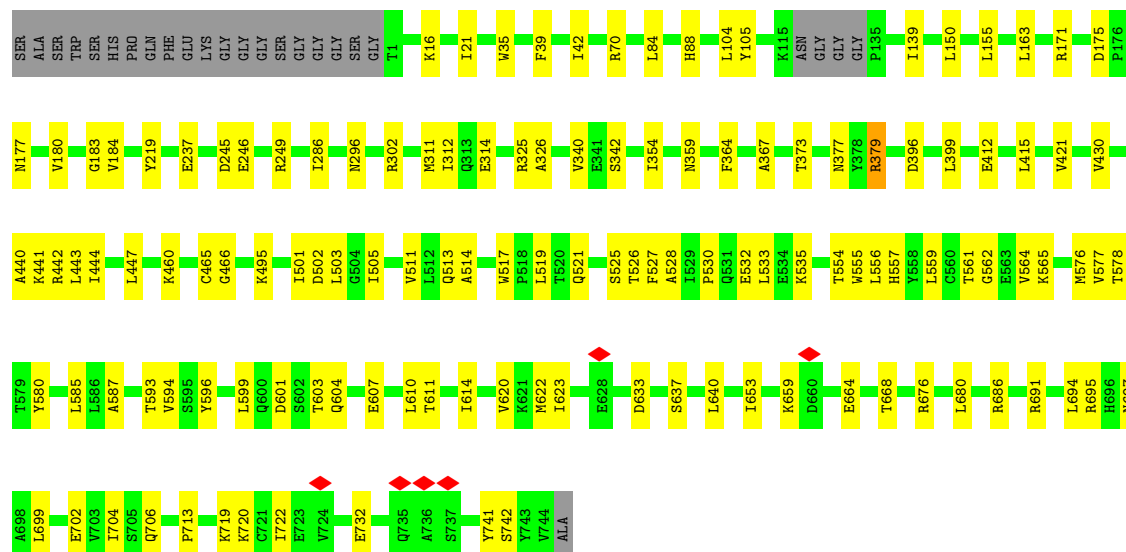 SER ALA SER TRP SER HIS PRO GLN PHE GLU LYS GLY GLY GLY SER GLY GLY GLY SER GLY T1 K16 I21 W35 F39 I42 R70 L84 H88 L104 Y105 K115 ASN GLY GLY GLY P135 I139 L150 L155 L163 R171 D175 P176
N177 V180 G183 V184 Y219 E237 D245 E246 R249 I286 N296 R302 M311 I312 Q313 E314 R325 A326 V340 E341 S342 I354 N359 F364 A367 T373 N377 Y378 R379 D396 L399 E412 L415 V421 V430
A440 K441 R442 L443 I444 L447 K460 C465 G466 K495 I501 D502 L503 G504 I505 V511 L512 Q513 A514 W517 P518 L519 T520 Q521 S525 T526 F527 A528 I529 P530 Q531 E532 L533 E534 K535 T554 W555 L556 H557 Y558 L559 C560 T561 G562 E563 V564 K565 M576 V577 T578
T579 Y580 L585 L586 A587 T593 V594 S595 Y596 L599 Q600 D601 S602 T603 Q604 E607 L610 T611 I614 V620 K621 M622 I623 E628 D633 S637 L640 I653 K659 D660 E664 T668 R676 L680 R686 R691 L694 R695 H696
A698 L699 E702 V703 I704 S705 Q706 P713 K719 K720 C721 I722 E723 V724 E732 Q735 A736 S737 Y741 S742 Y743 V744 ALA